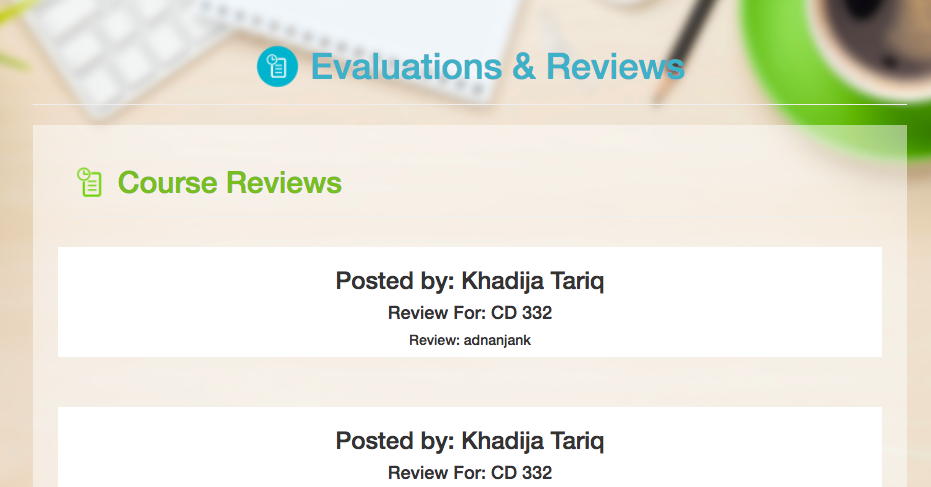 Evaluations & Reviews
Course Reviews
Posted by: Khadija Tariq
Review For: CD 332
Review: adnanjank
Posted by: Khadija Tariq
Review For: CD 332